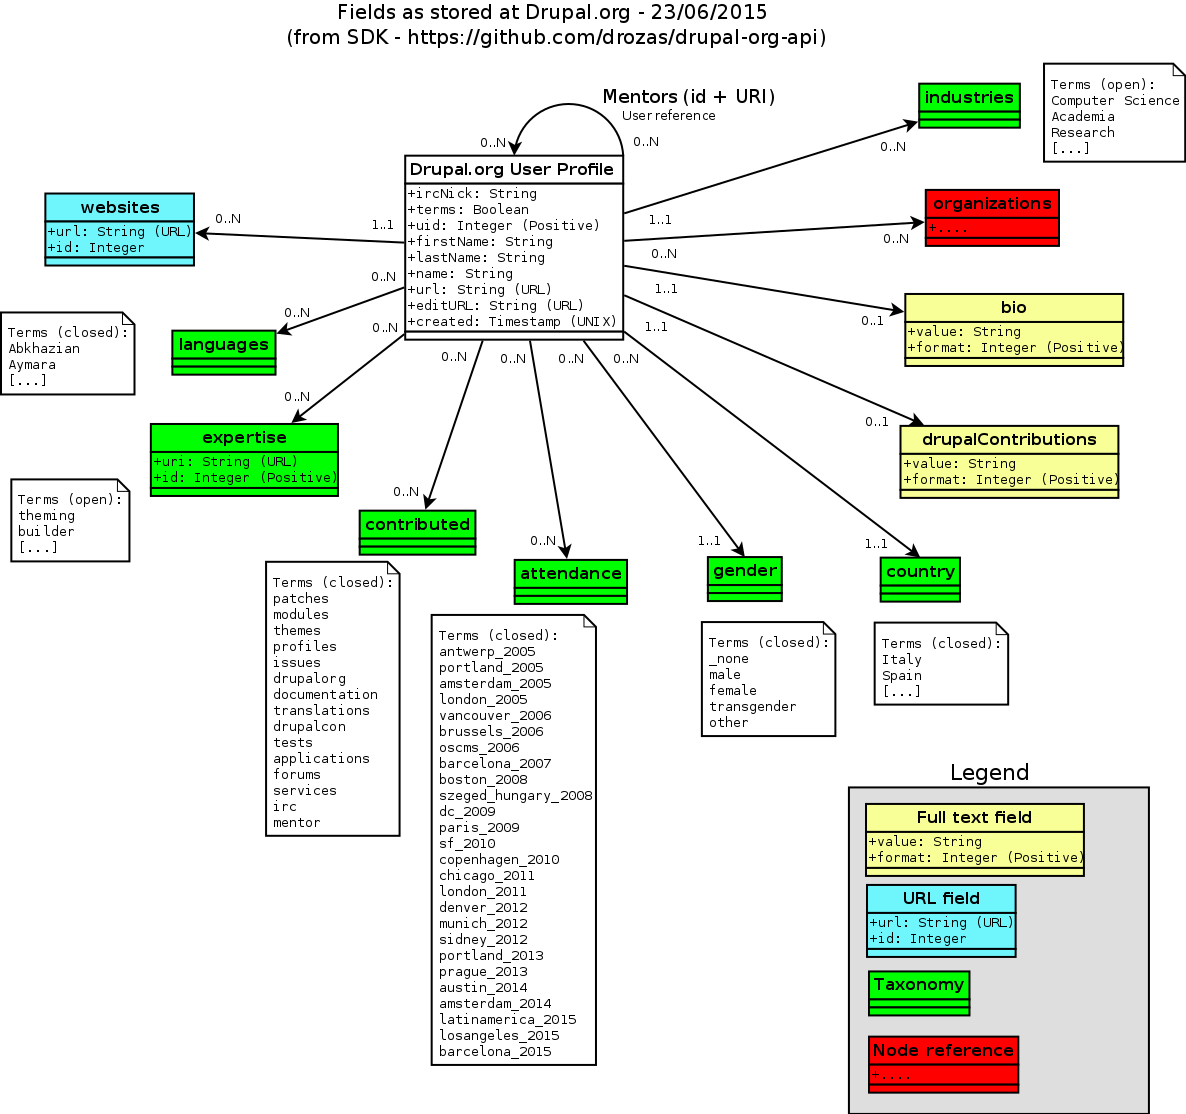 Fields as stored at Drupal.org - 23/06/2015
(from SDK - https://github.com/drozas/drupal-org-api)
Mentors (id + URI)
User reference
0..N
0..N
Drupal.org User Profile
+ircNick: String
+terms: Boolean
+uid: Integer (Positive)
+firstName: String
+lastName: String
+name: String
+url: String (URL)
+editURL: String (URL)
+created: Timestamp (UNIX)
industries
0..N
Terms (open):
Computer Science
Academia
Research
[...]
1..1
organizations
+....
0..N
0..N
websites
+url: String (URL)
+id: Integer
0..N
1..1
1..1
bio
+value: String
+format: Integer (Positive)
0..1
0..N
languages
0..N
Terms (closed):
Abkhazian
Aymara
[...]
0..N
expertise
+uri: String (URL)
+id: Integer (Positive)
0..N
Terms (open):
theming
builder
[...]
1..1
drupalContributions
+value: String
+format: Integer (Positive)
0..1
0..N
0..N
0..N
0..N
0..N
contributed
Terms (closed):
patches
modules
themes
profiles
issues
drupalorg
documentation
translations
drupalcon
tests
applications
forums
services
irc
mentor
0..N
attendance
Terms (closed):
antwerp_2005
portland_2005
amsterdam_2005
london_2005
vancouver_2006
brussels_2006
oscms_2006
barcelona_2007
boston_2008
szeged_hungary_2008
dc_2009
paris_2009
sf_2010
copenhagen_2010
chicago_2011
london_2011
denver_2012
munich_2012
sidney_2012
portland_2013
prague_2013
austin_2014
amsterdam_2014
latinamerica_2015
losangeles_2015
barcelona_2015
1..1
gender
Terms (closed):
_none
male
female
transgender
other
1..1
country
Terms (closed):
Italy
Spain
[...]
Legend
Full text field
+value: String
+format: Integer (Positive)
URL field
+url: String (URL)
+id: Integer
Taxonomy
Node reference
+....